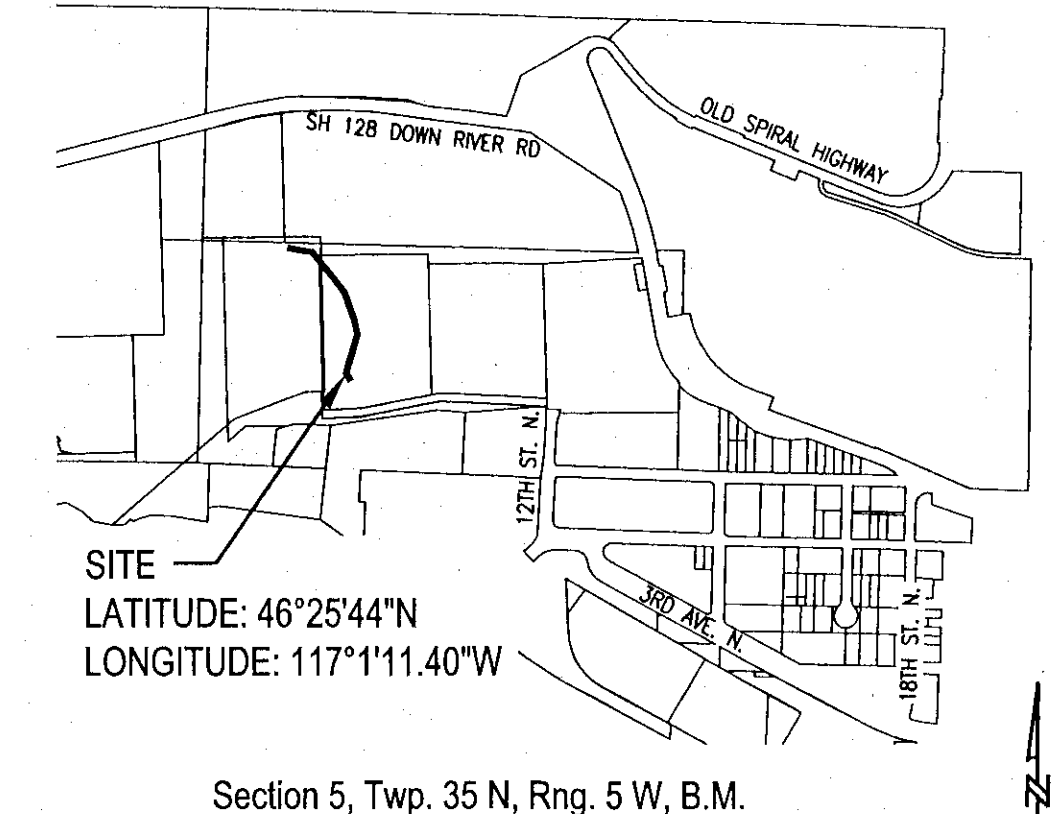 SH 128 DOWN RIVER RD
OLD SPIRAL HIGHWAY
12TH ST. N.
3RD AVE. N.
18TH ST. N.
SITE
LATITUDE: 46°25'44"N
LONGITUDE: 117°1'11.40"W
Section 5, Twp. 35 N, Rng. 5 W, B.M.
N